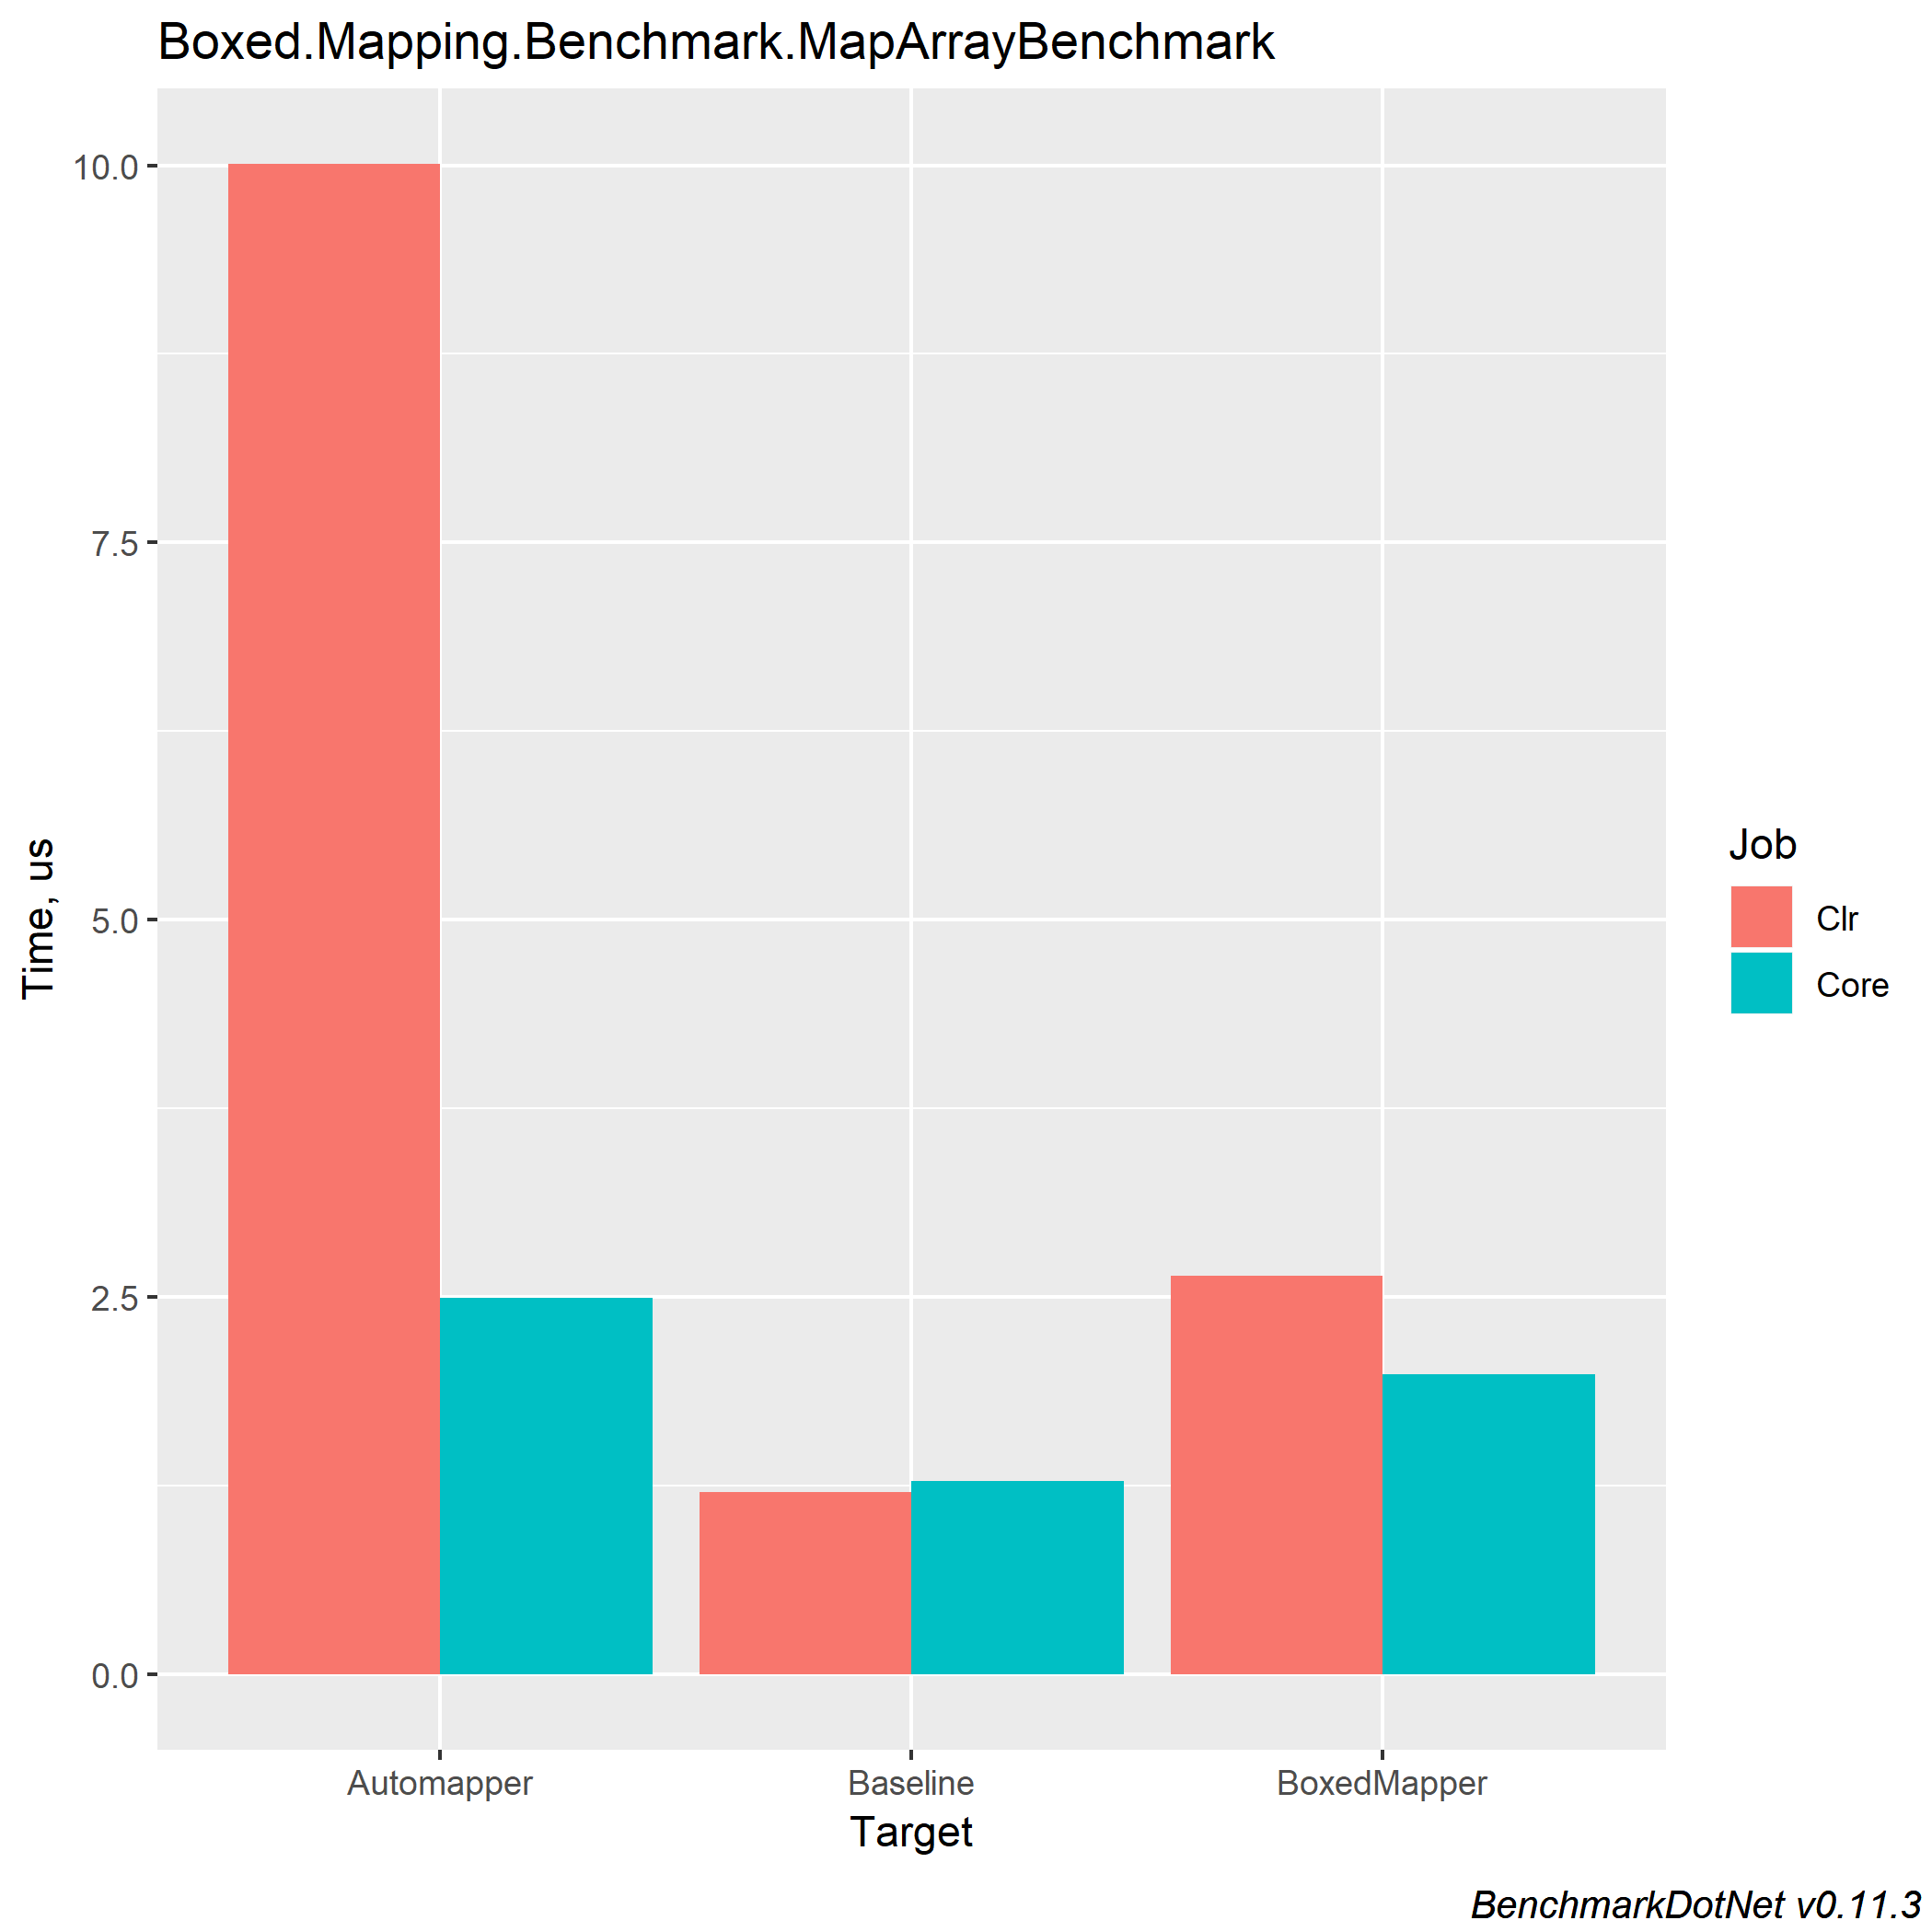 Boxed.Mapping.Benchmark.MapArrayBenchmark
10.0
7.5
5.0
2.5
0.0
Time, us
Automapper
Baseline
BoxedMapper
Target
Job
Clr
Core
BenchmarkDotNet v0.11.3